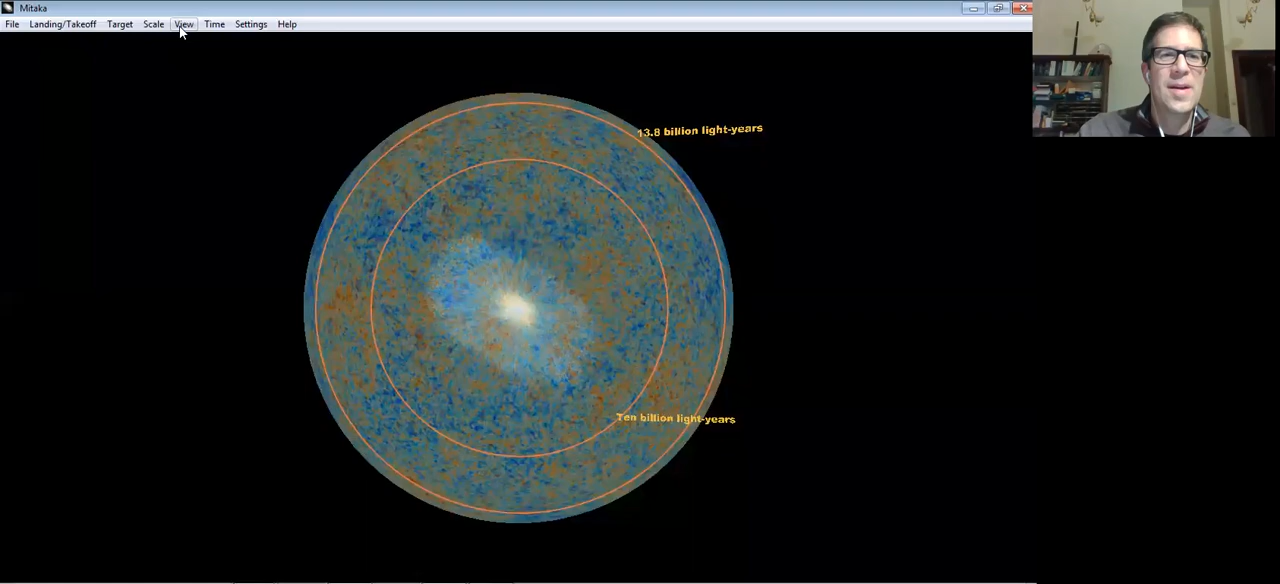 Mitaka
File Landing/Takeoff Target Scale View Time Settings Help
13.8 billion light-years
Ten billion light-years